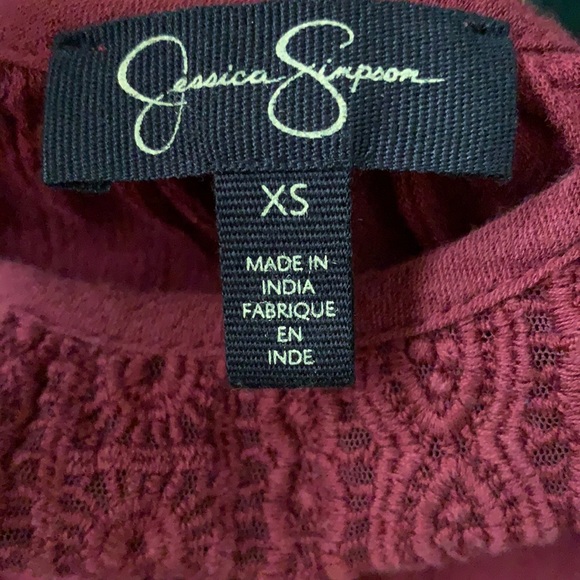 Jessica Simpson
XS
MADE IN
INDIA
FABRIQUE
EN
INDE